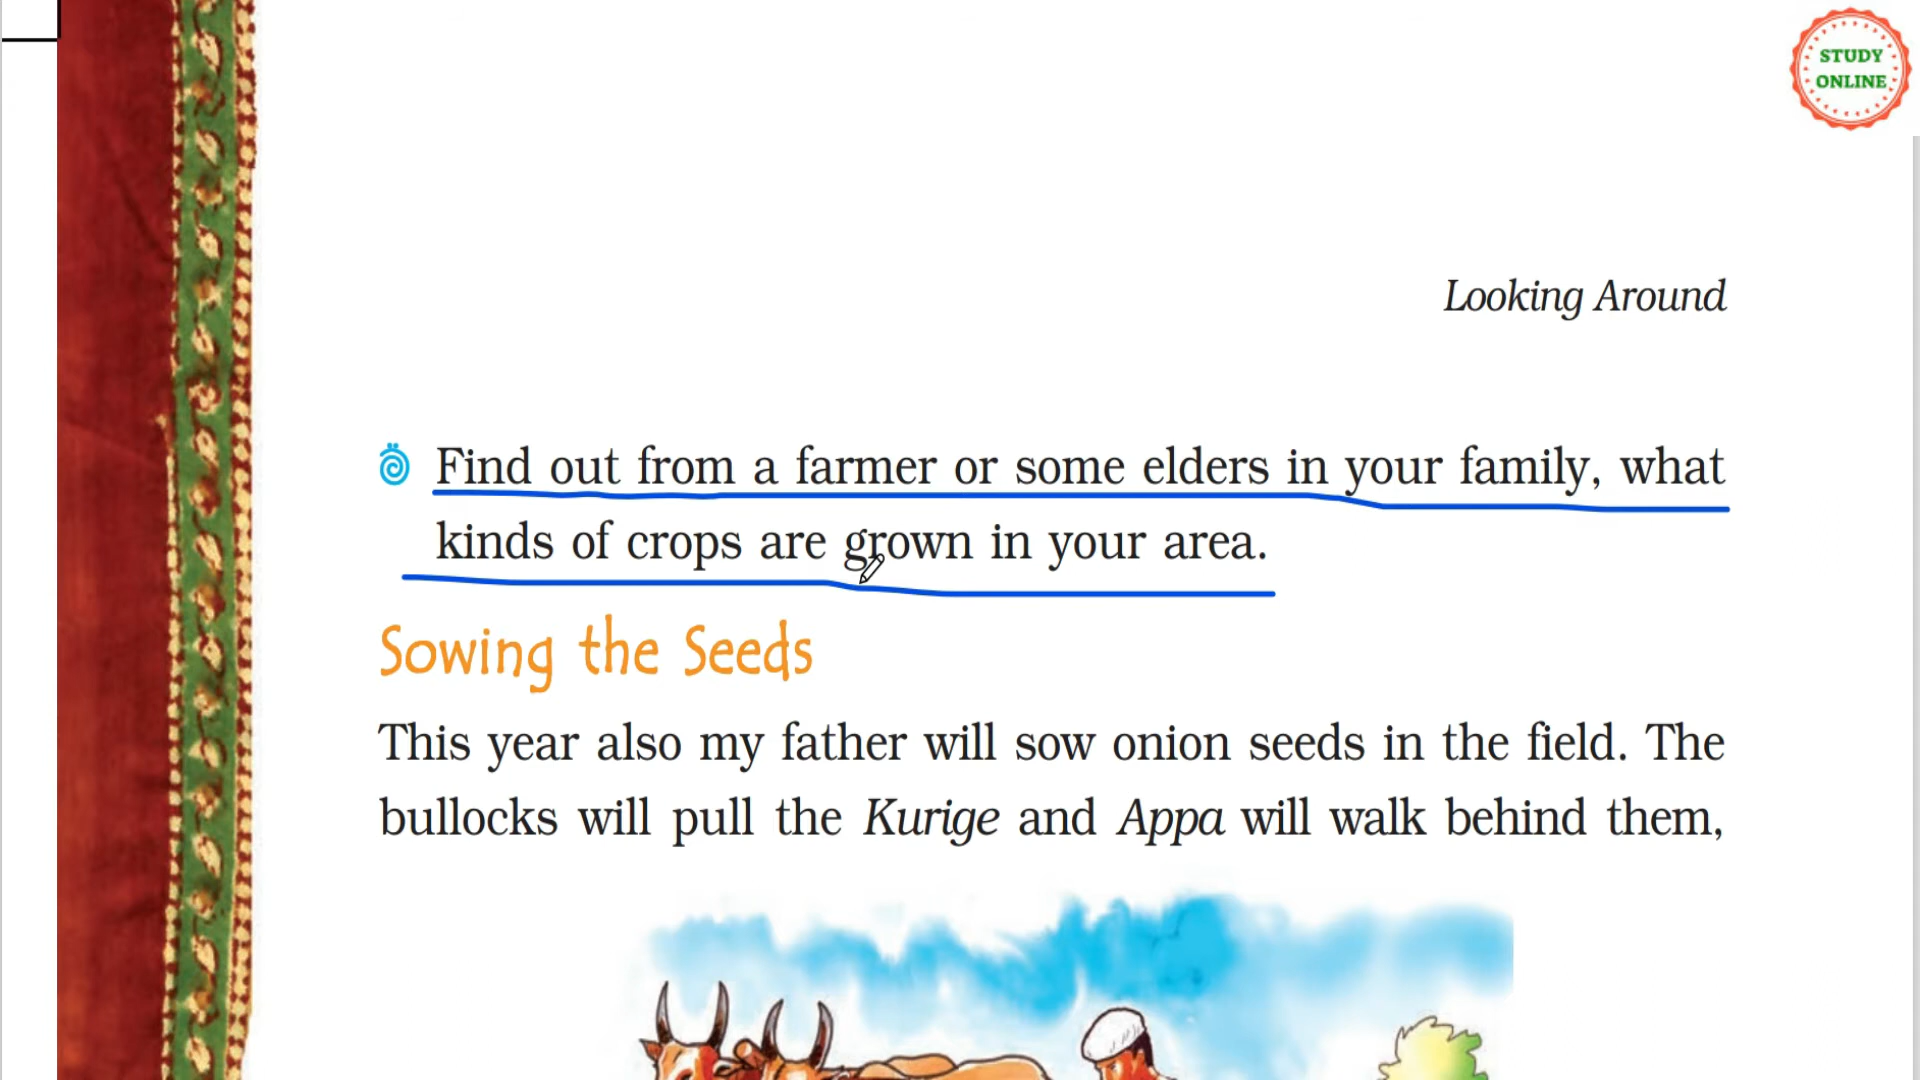 STUDY
ONLINE
Looking Around
Find out from a farmer or some elders in your family, what
kinds of crops are grown in your area.
Sowing the Seeds
This year also my father will sow onion seeds in the field. The
bullocks will pull the Kurige and Appa will walk behind them,